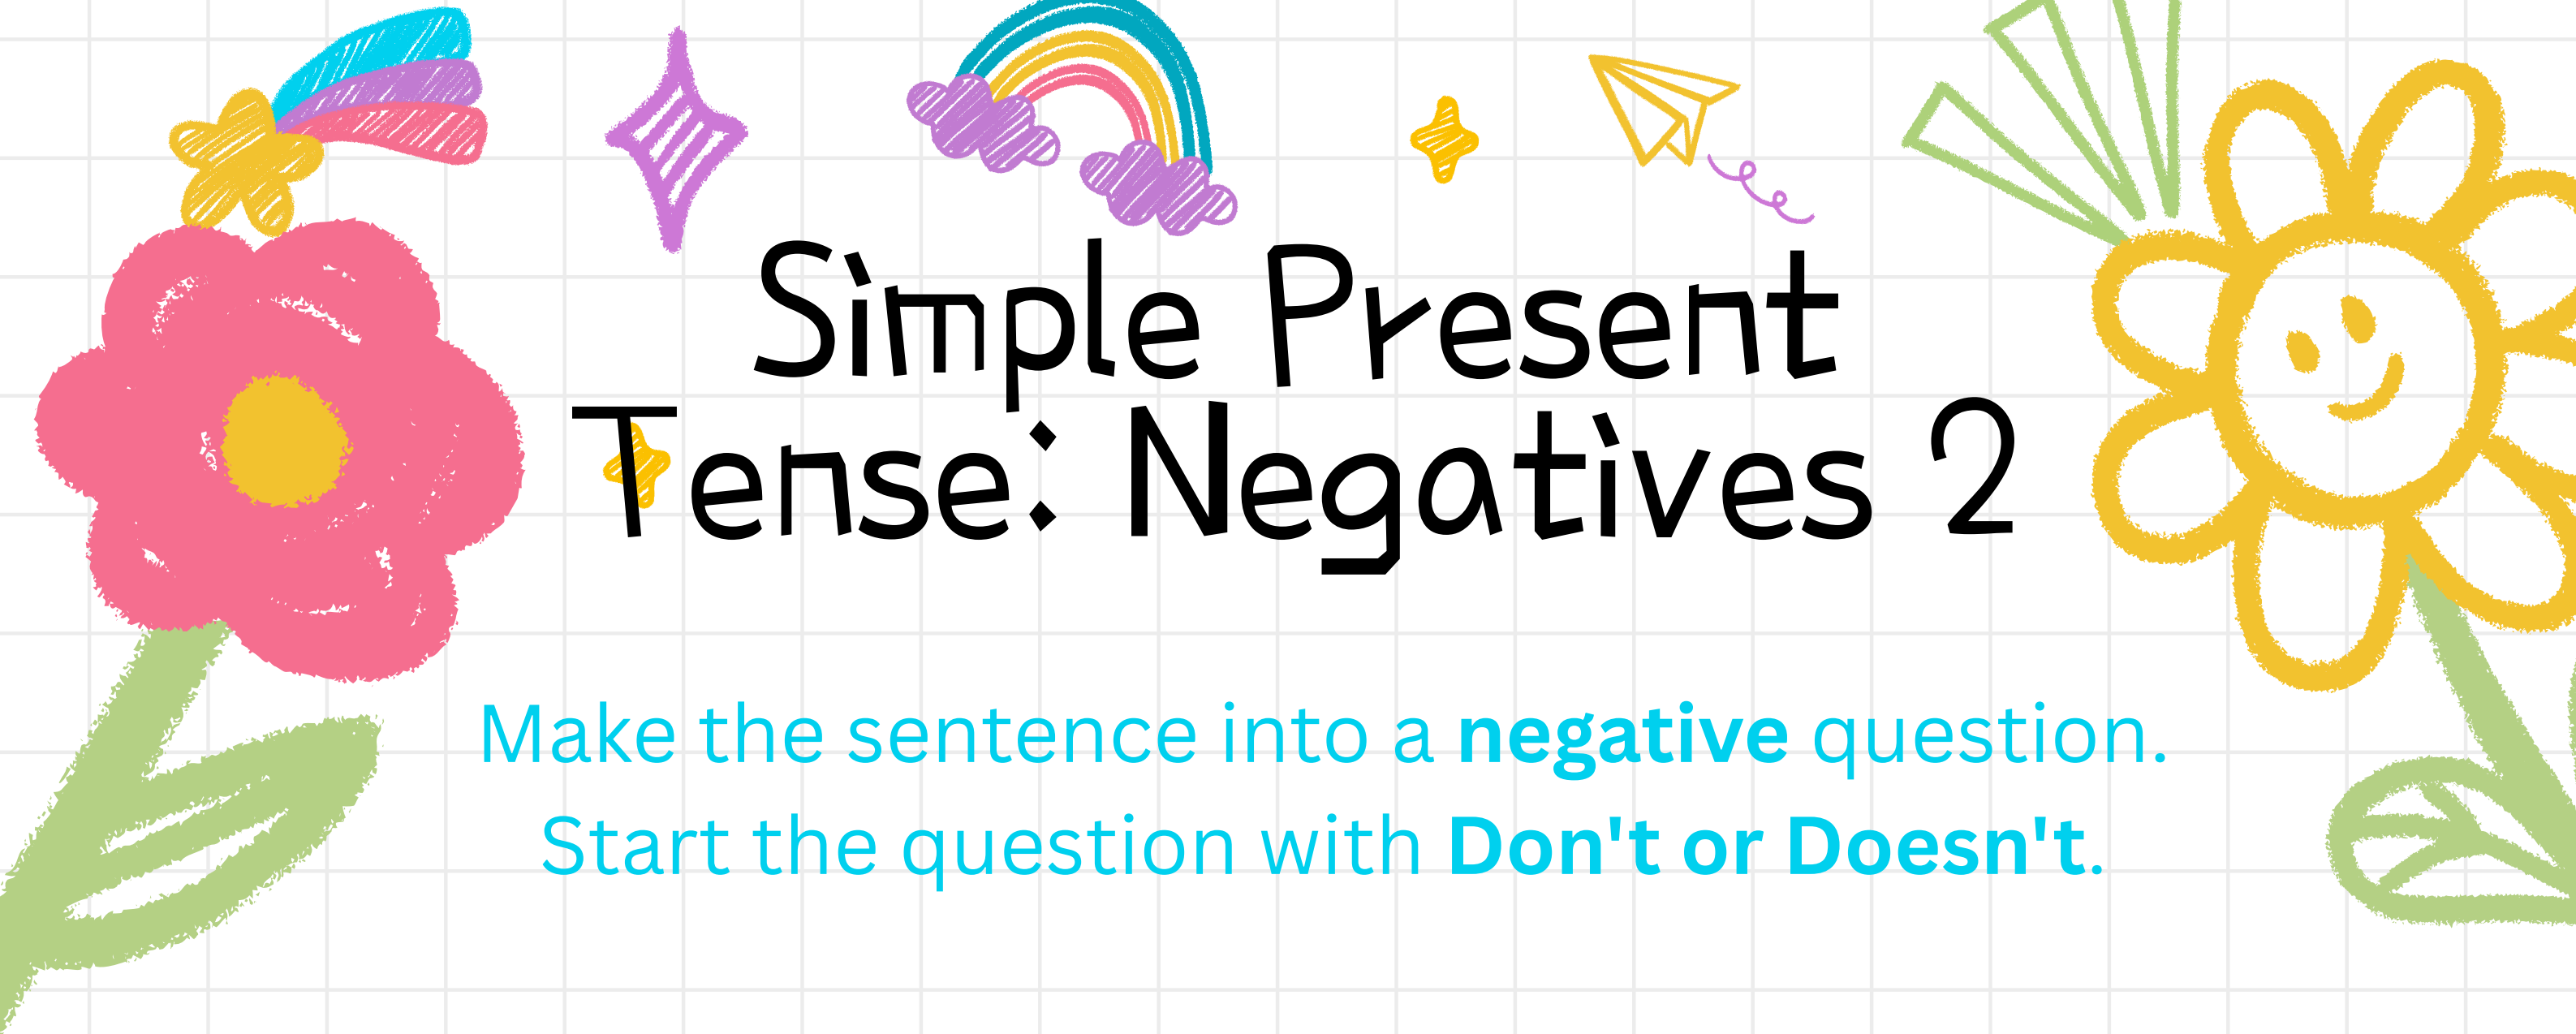 Simple Present
Tense: Negatives 2
Make the sentence into a negative question.
Start the question with Don't or Doesn't.